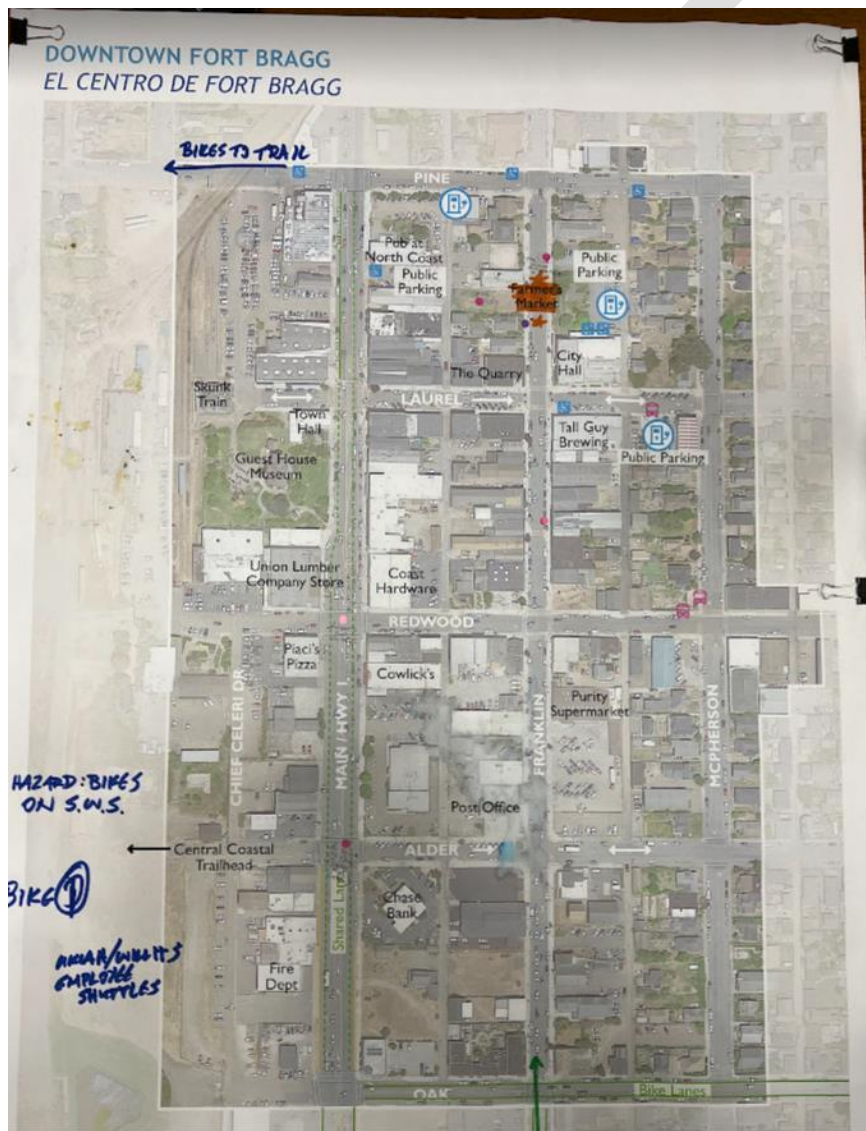 DOWNTOWN FORT BRAGG
EL CENTRO DE FORT BRAGG
BIKES TO TRAIL
PINE
Pub at
North Coast
Public
Parking
Public
Parking
Farmer's
Market
City
Hall
The Quarry
Skunk
Train
LAUREL
Town
Hall
Tall Guy
Brewing
Public Parking
Guest House
Museum
Union Lumber
Company Store
Coast
Hardware
REDWOOD
Piaci's
Pizza
Cowlick's
Purity
Supermarket
CHIEF CELERI DR
MAIN / HWY 1
FRANKLIN
MCPHERSON
HAZARD: BIKES
ON S.W.S.
Post Office
Central Coastal
Trailhead
ALDER
BIKE P
Chase
Bank
Shared Lane
EMPLOYEE
SHUTTLES
Fire
Dept
OAK
Bike Lanes